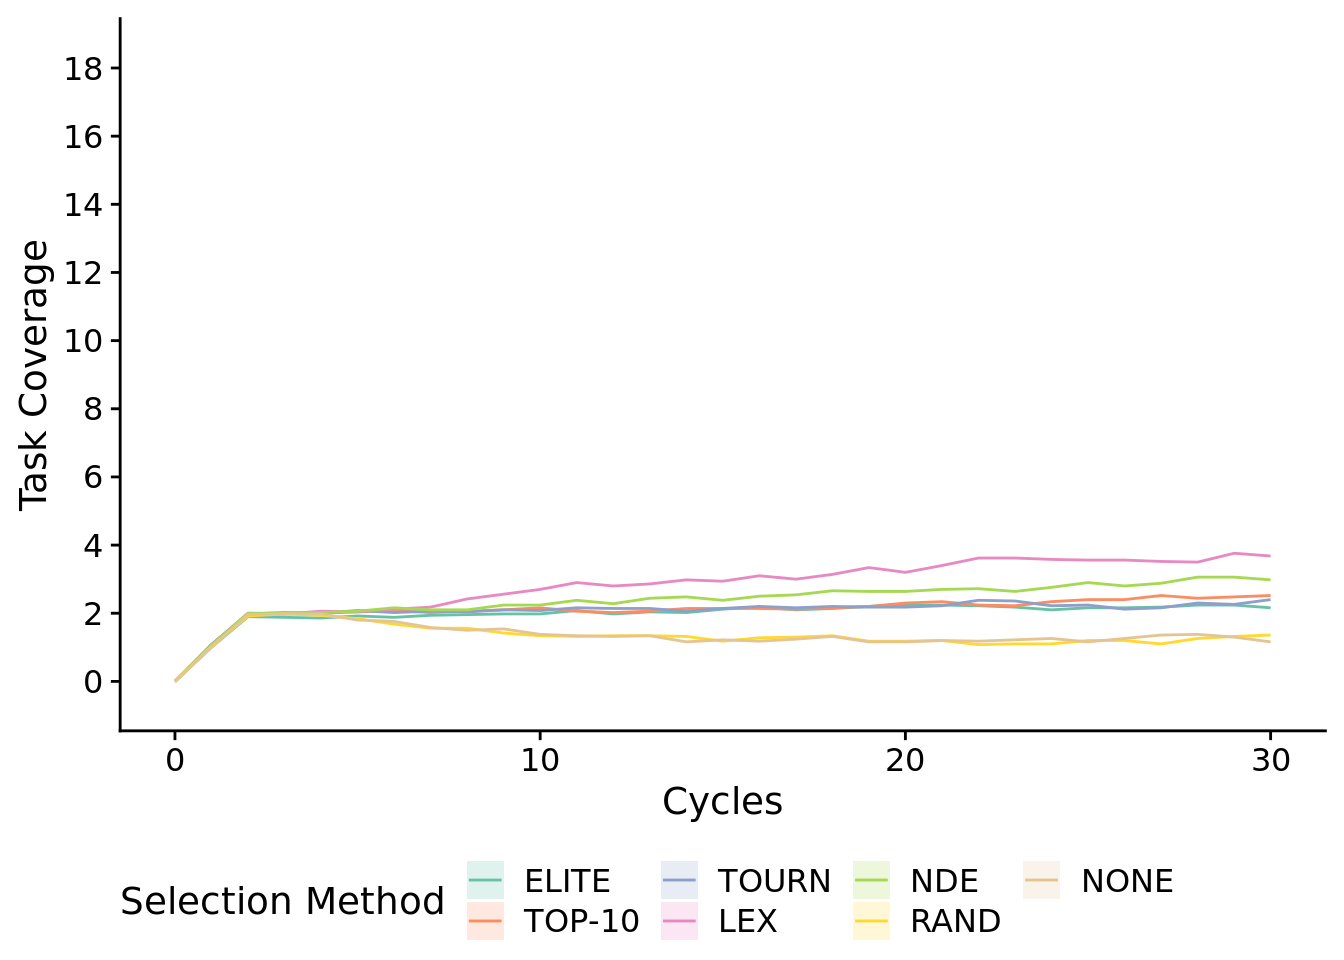 18
16
14
12
10
8
6
4
2
0
Task Coverage
0 10 20 30
Cycles
Selection Method
ELITE TOURN NDE NONE
TOP-10 LEX RAND